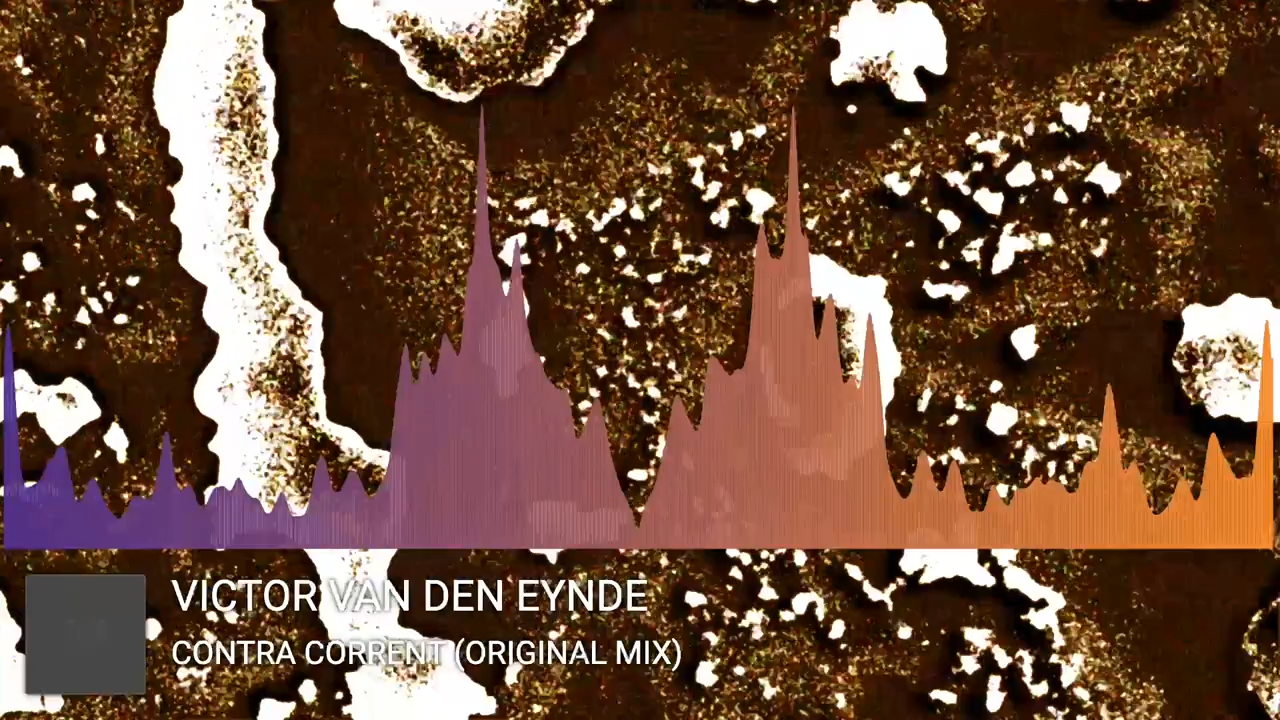 VICTOR VAN DEN EYNDE
CONTRA CORRENT (ORIGINAL MIX)